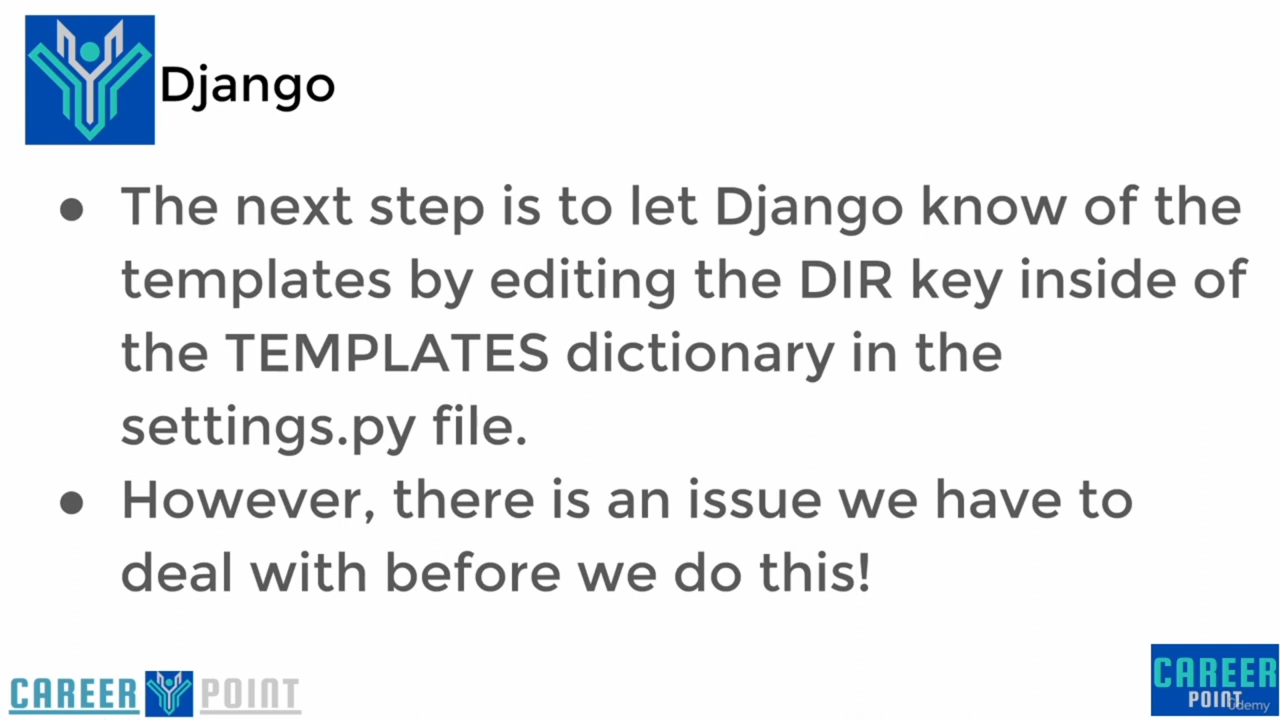 Django
● The next step is to let Django know of the
templates by editing the DIR key inside of
the TEMPLATES dictionary in the
settings.py file.
● However, there is an issue we have to
deal with before we do this!
CAREER POINT
CAREER
POINT
ûdemy